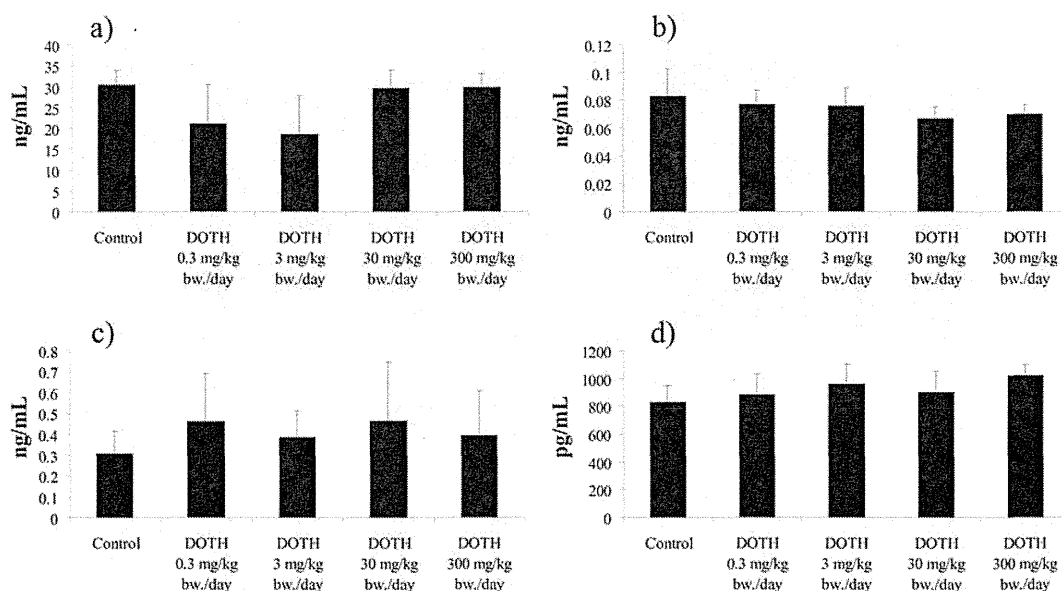 a)
ng/mL
40
35
30
25
20
15
10
5
0
Control
DOTH
0.3 mg/kg
bw./day
DOTH
3 mg/kg
bw./day
DOTH
30 mg/kg
bw./day
DOTH
300 mg/kg
bw./day
b)
ng/mL
0.12
0.1
0.08
0.06
0.04
0.02
0
Control
DOTH
0.3 mg/kg
bw./day
DOTH
3 mg/kg
bw./day
DOTH
30 mg/kg
bw./day
DOTH
300 mg/kg
bw./day
c)
ng/mL
0.8
0.7
0.6
0.5
0.4
0.3
0.2
0.1
0
Control
DOTH
0.3 mg/kg
bw./day
DOTH
3 mg/kg
bw./day
DOTH
30 mg/kg
bw./day
DOTH
300 mg/kg
bw./day
d)
pg/mL
1200
1000
800
600
400
200
0
Control
DOTH
0.3 mg/kg
bw./day
DOTH
3 mg/kg
bw./day
DOTH
30 mg/kg
bw./day
DOTH
300 mg/kg
bw./day